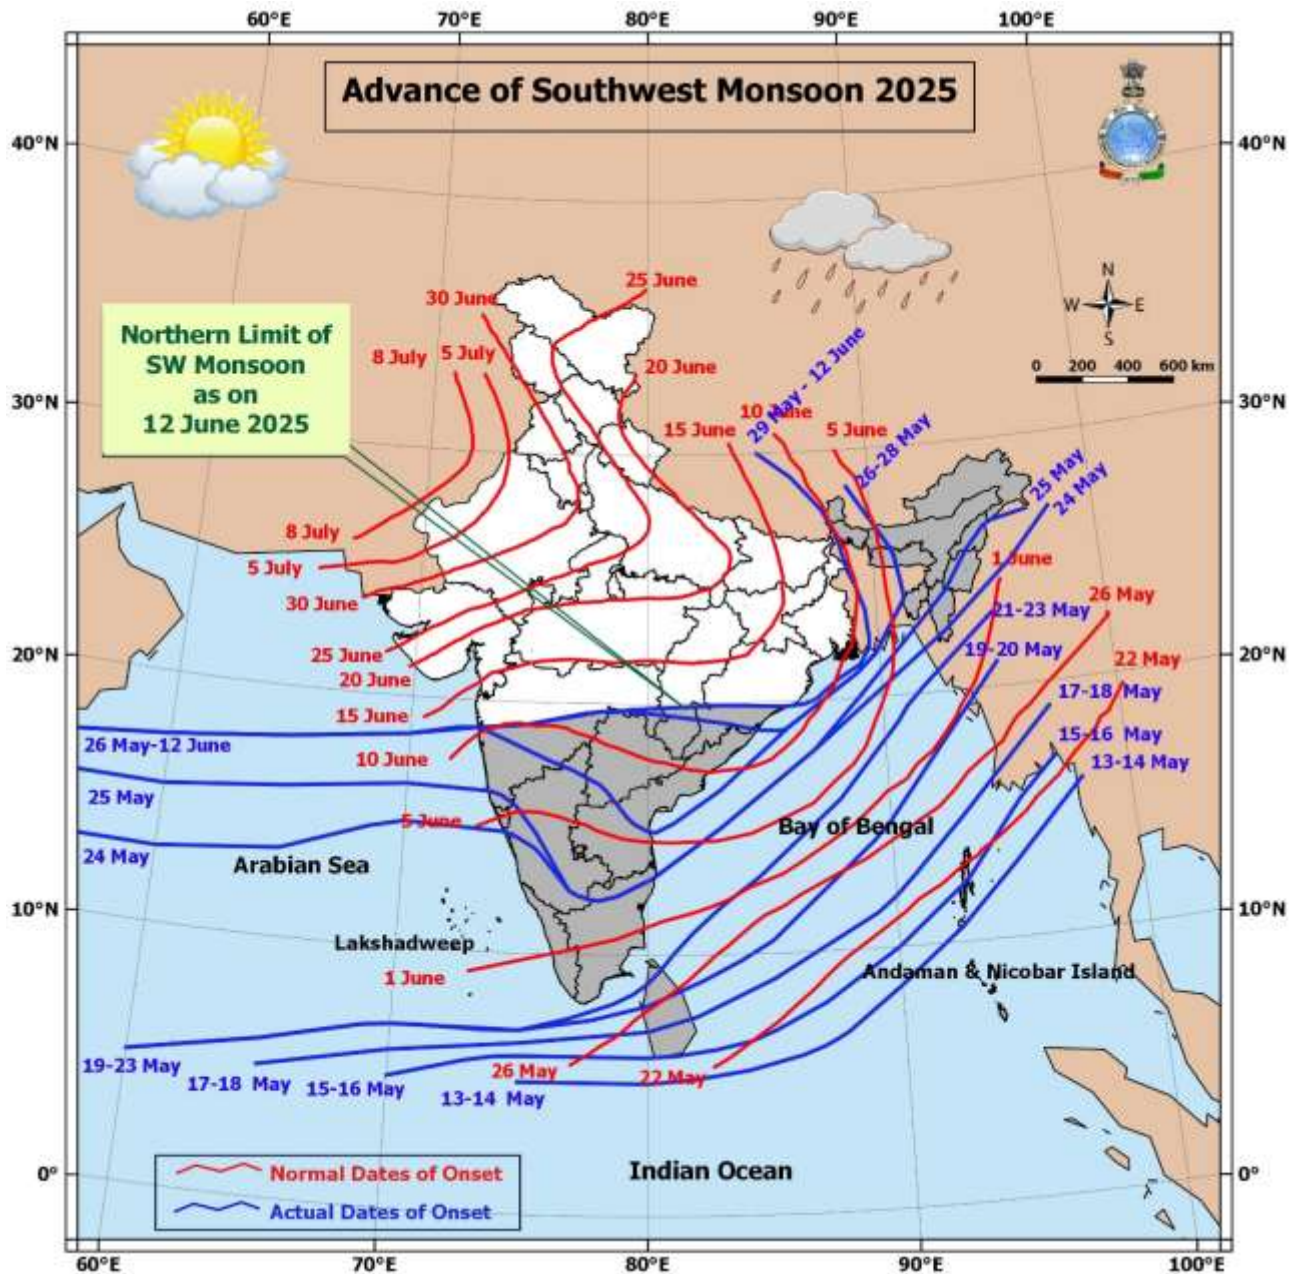 60°E 70°E 80°E 90°E 100°E
Advance of Southwest Monsoon 2025
40°N 40°N
N
W E
S
0 200 400 600 km
25 June
30 June
Northern Limit of
SW Monsoon
as on
12 June 2025
8 July 5 July
20 June
29 May - 12 June
10 June
15 June
5 June
26-28 May
30°N 30°N
25 May
24 May
8 July
5 July
1 June
26 May
30 June
21-23 May
19-20 May
25 June
20°N 20°N
22 May
20 June
17-18 May
15 June
15-16 May
26 May-12 June
10 June
13-14 May
25 May
5 June
Bay of Bengal
24 May
Arabian Sea
10°N 10°N
Lakshadweep
1 June
Andaman & Nicobar Island
19-23 May
17-18 May
15-16 May
13-14 May
26 May
22 May
0° 0°
Indian Ocean
Normal Dates of Onset
Actual Dates of Onset
60°E 70°E 80°E 90°E 100°E